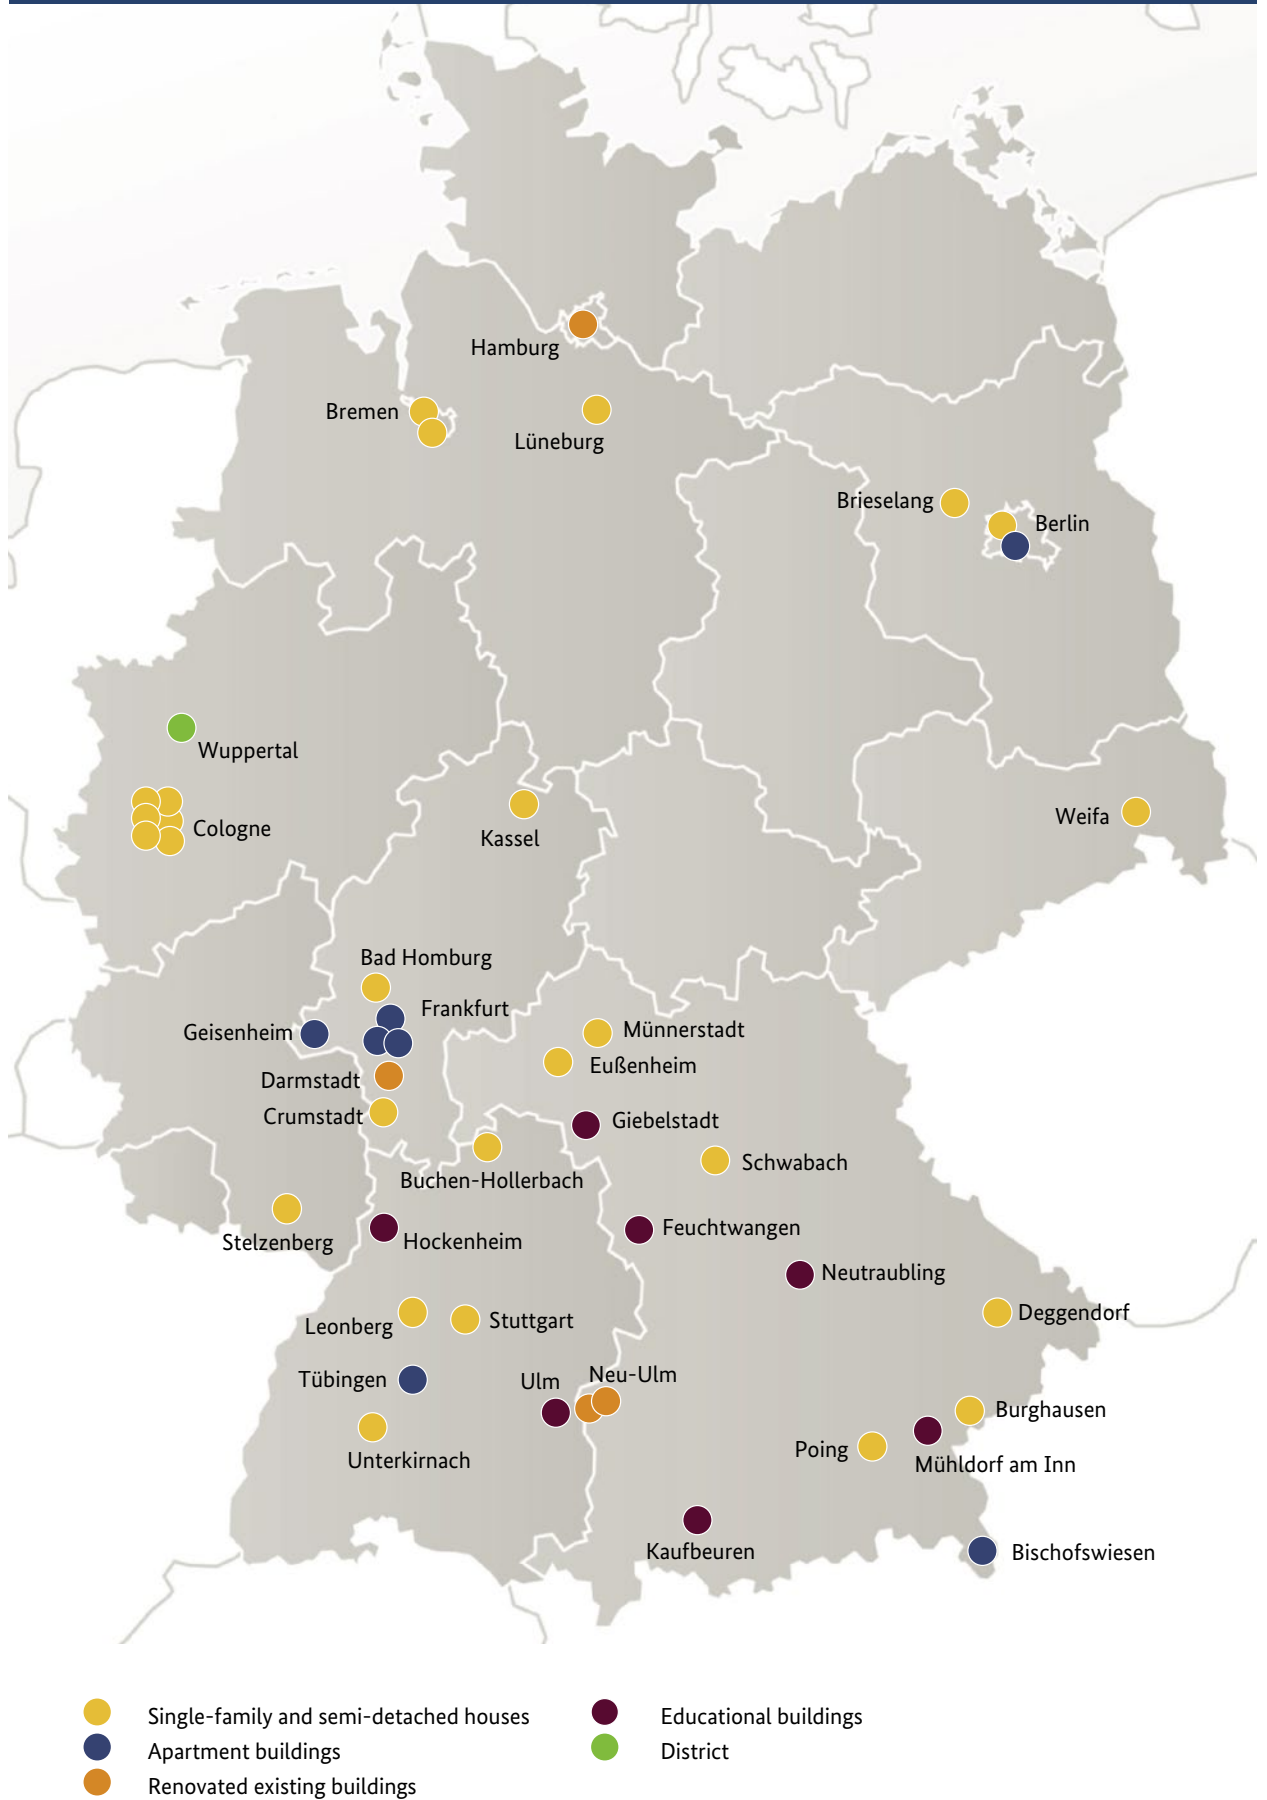 Hamburg
Bremen
Lüneburg
Brieselang
Berlin
Wuppertal
Cologne
Kassel
Weifa
Bad Homburg
Frankfurt
Geisenheim
Münnerstadt
Eußenheim
Darmstadt
Crumstadt
Giebelstadt
Schwabach
Buchen-Hollerbach
Feuchtwangen
Stelzenberg
Hockenheim
Neutraubling
Deggendorf
Leonberg
Stuttgart
Tübingen
Ulm
Neu-Ulm
Burghausen
Poing
Unterkirnach
Mühldorf am Inn
Kaufbeuren
Bischofswiesen
Single-family and semi-detached houses
Apartment buildings
Renovated existing buildings
Educational buildings
District